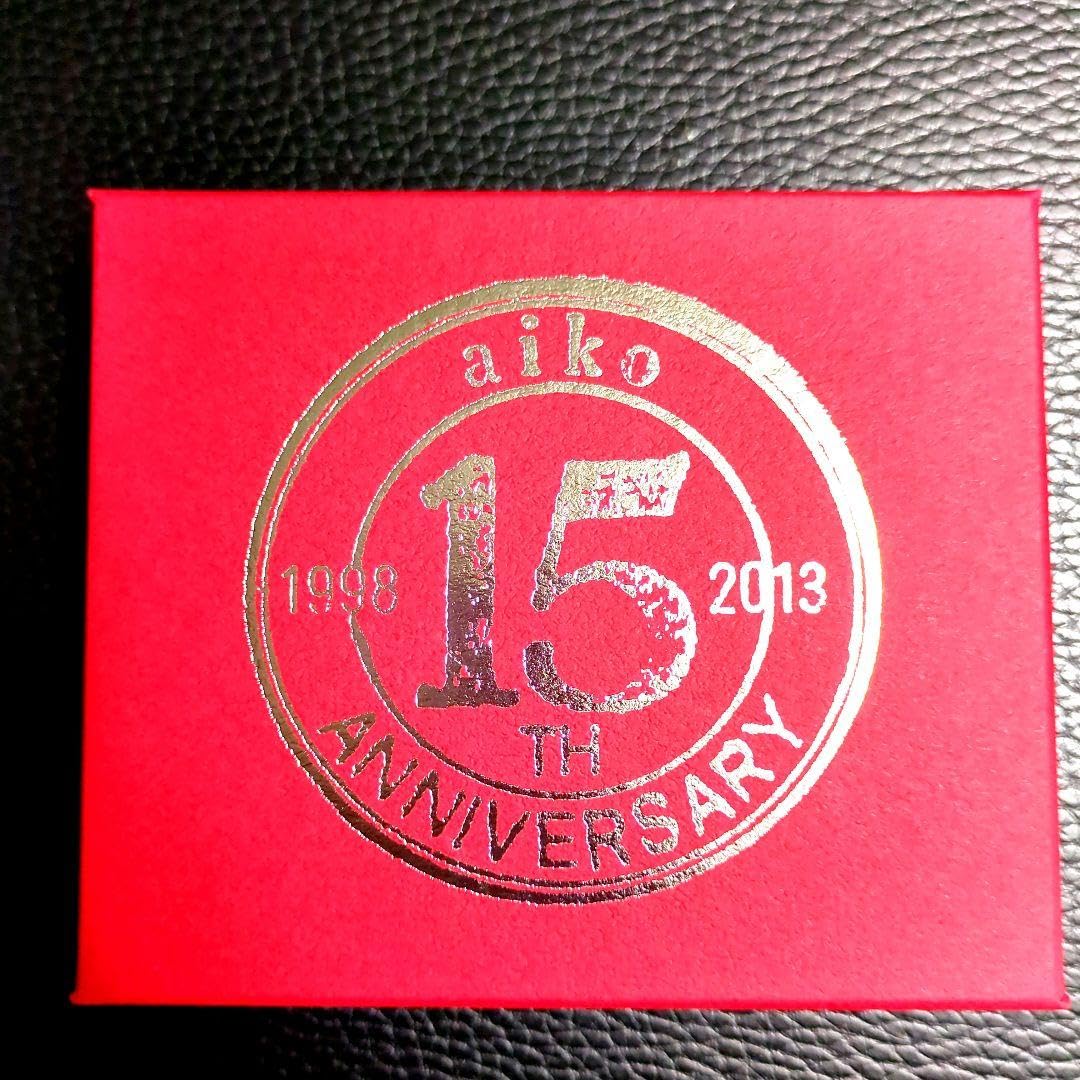 aiko
1998 15 2013
TH
ANNIVERSARY